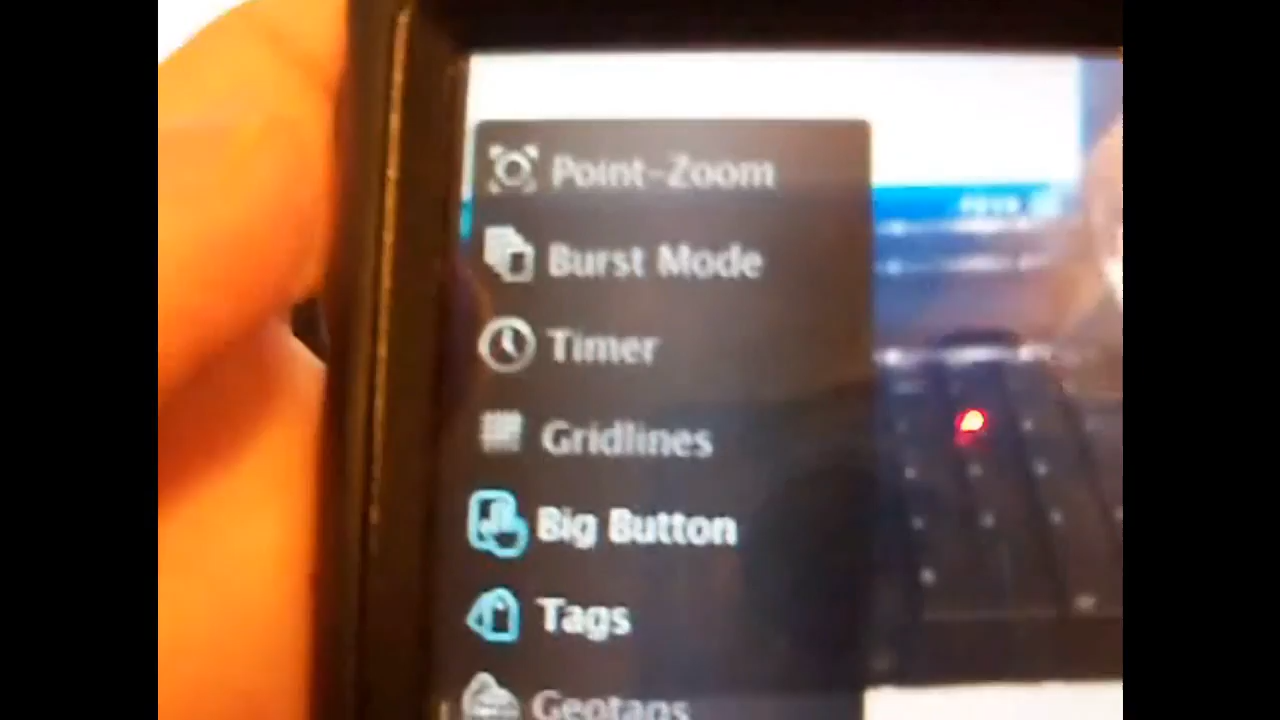 Point-Zoom
Burst Mode
Timer
Gridlines
Big Button
Tags
Geotags